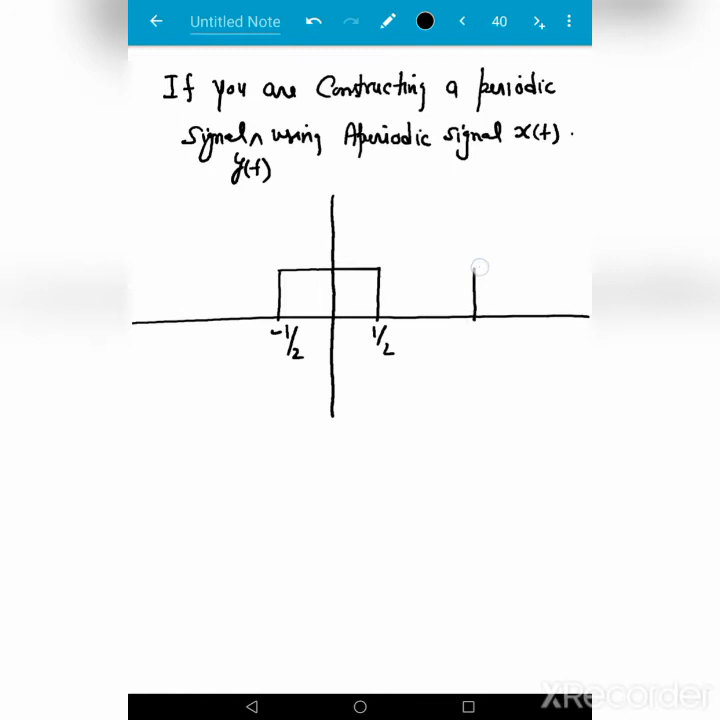 Untitled Note
40
If you are Constructing a periodic
Signal ^ using Aperiodic signal x(t).
y(t)
-1/2
1/2
XRecorder